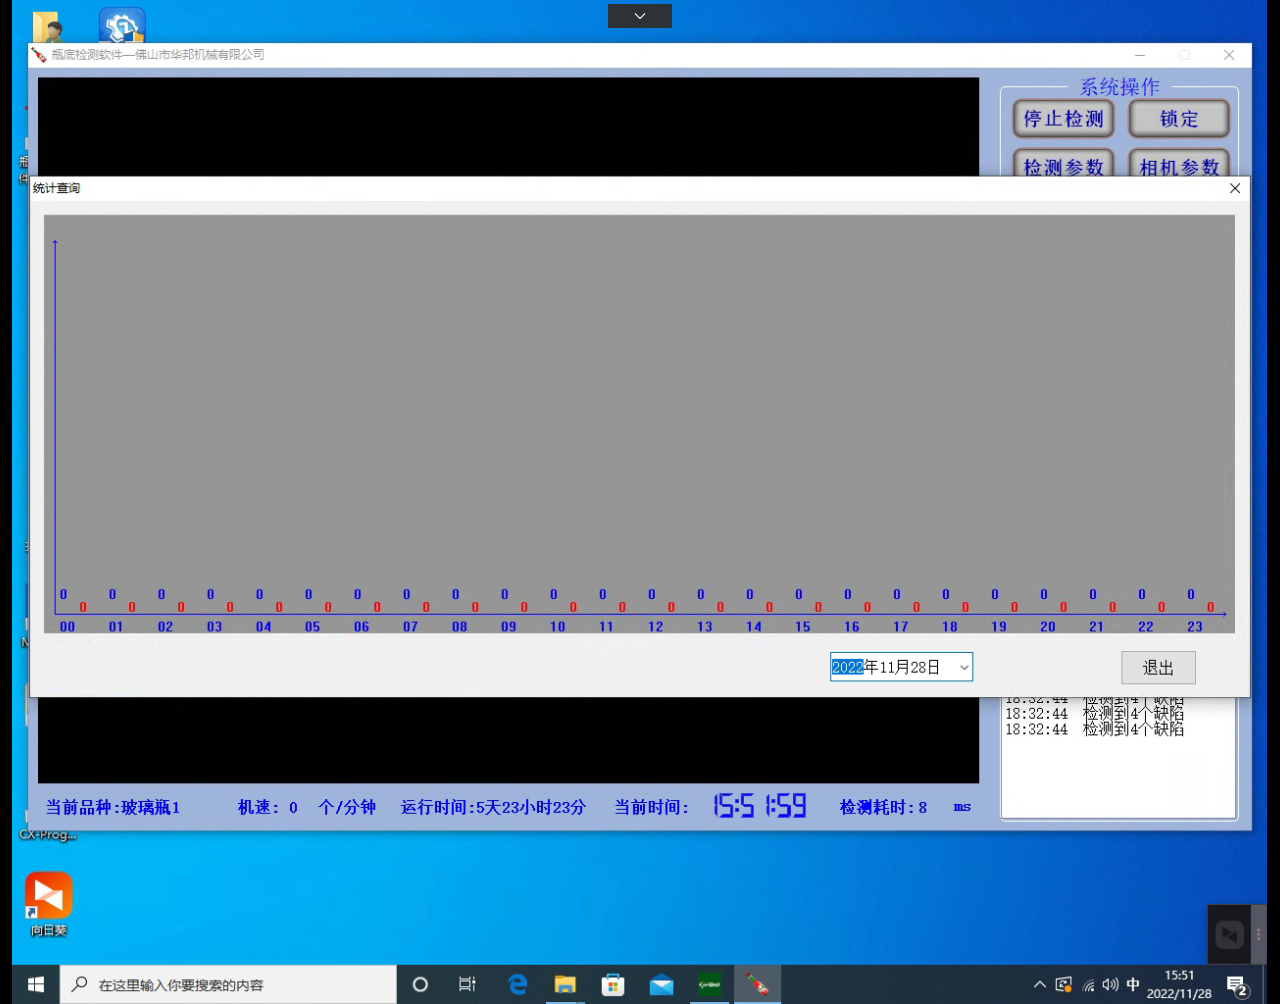 瓶底检测软件—佛山市华邦机械有限公司
系统操作
停止检测 锁定
检测参数 相机参数
统计查询
0 0 0 0 0 0 0 0 0 0 0 0 0 0 0 0 0 0 0 0 0 0 0 0
0 0 0 0 0 0 0 0 0 0 0 0 0 0 0 0 0 0 0 0 0 0 0 0
00 01 02 03 04 05 06 07 08 09 10 11 12 13 14 15 16 17 18 19 20 21 22 23
2022年11月28日 退出
18:32:44 检测到4个缺陷
18:32:44 检测到4个缺陷
18:32:44 检测到4个缺陷
当前品种:玻璃瓶1 机速: 0 个/分钟 运行时间:5天23小时23分 当前时间: 15:51:59 检测耗时:8 ms
CX-Prog...
向日葵
在这里输入你要搜索的内容
中
15:51
2022/11/28
2